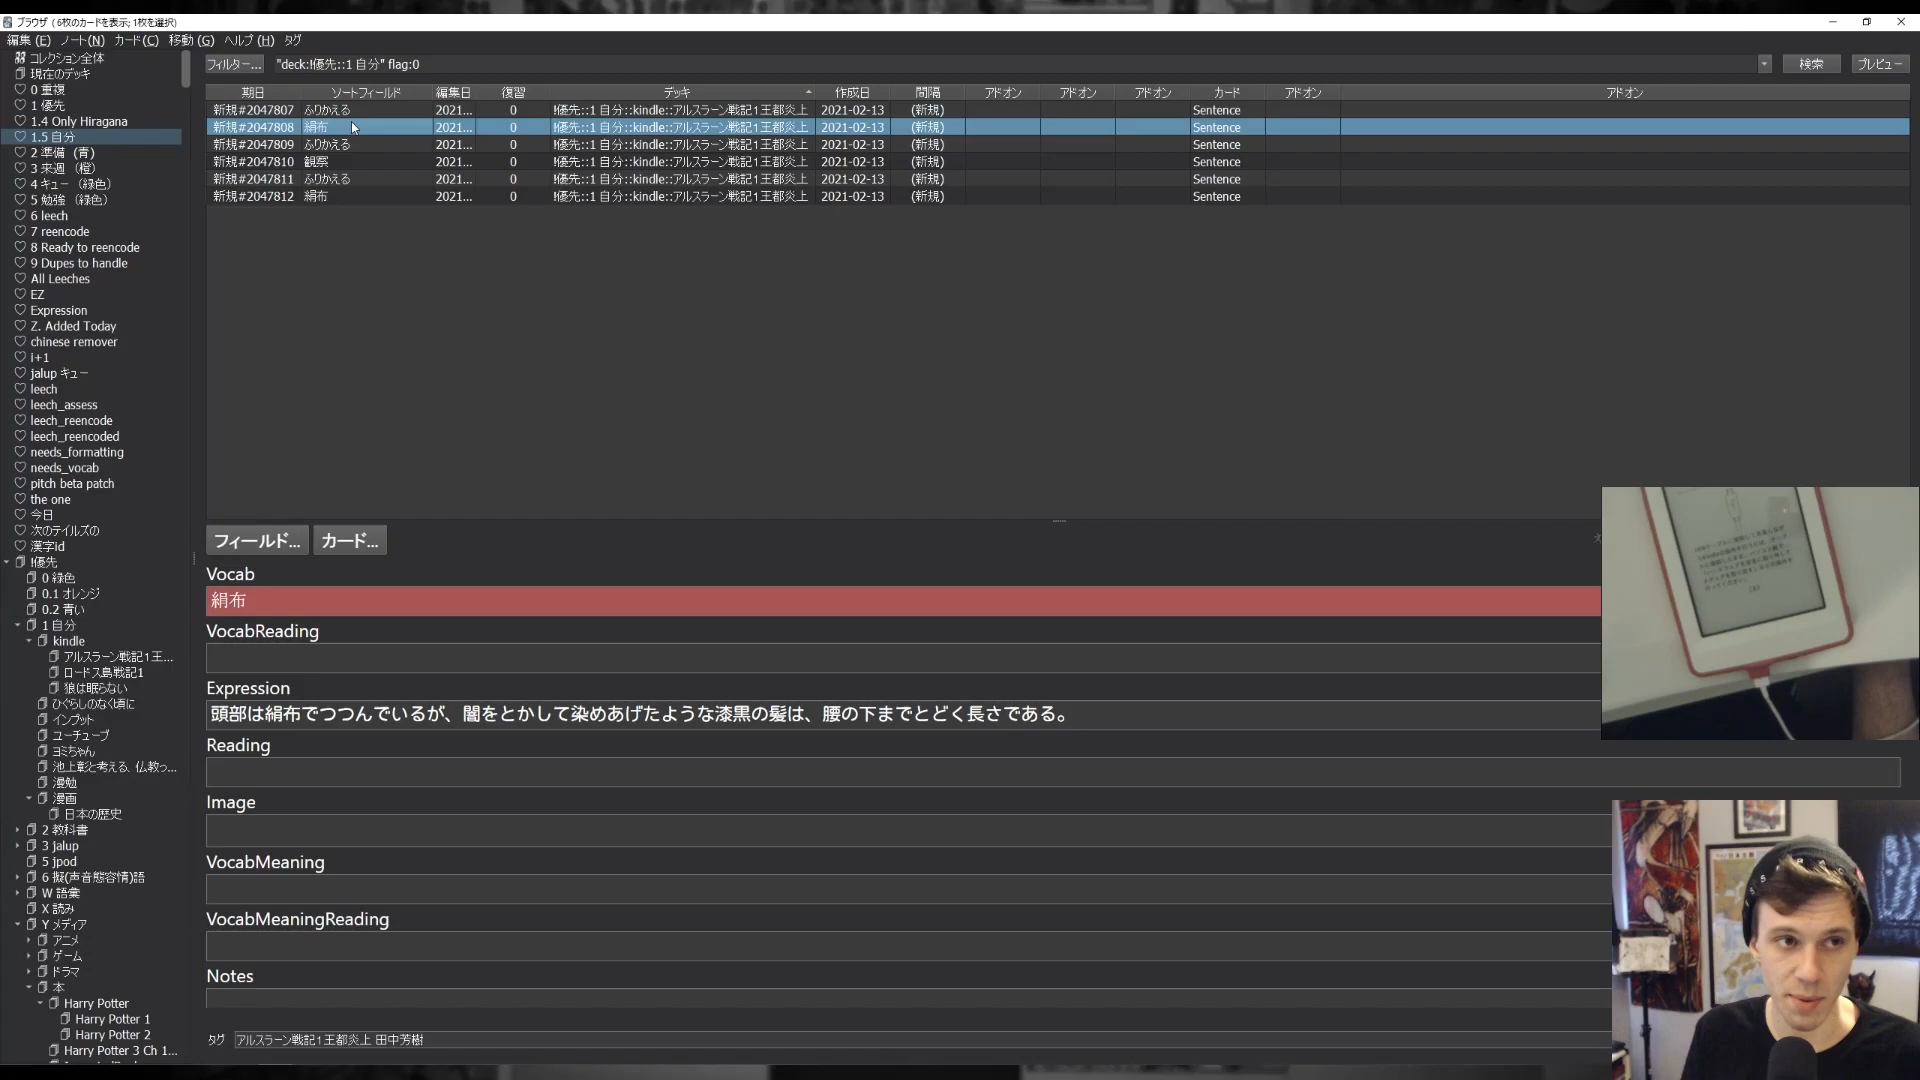 ブラウザ ( 6枚のカードを表示; 1枚を選択)
編集 (E) ノート(N) カード(C) 移動 (G) ヘルプ (H) タグ
コレクション全体
現在のデッキ
0 重複
1 優先
1.4 Only Hiragana
1.5 自分
2 準備 (青)
3 来週 (橙)
4 キュー (緑色)
5 勉強 (緑色)
6 leech
7 reencode
8 Ready to reencode
9 Dupes to handle
All Leeches
EZ
Expression
Z. Added Today
chinese remover
i+1
jalup キュー
leech
leech_assess
leech_reencode
leech_reencoded
needs_formatting
needs_vocab
pitch beta patch
the one
今日
次のテイルズの
漢字id
!優先
0 緑色
0.1 オレンジ
0.2 青い
1 自分
kindle
アルスラーン戦記1王...
ロードス島戦記1
狼は眠らない
ひぐらしのなく頃に
インプット
ユーチューブ
ヨミちゃん
池上彰と考える、仏教っ...
漫勉
漫画
日本の歴史
2 教科書
3 jalup
5 jpod
6 擬(声音態容情)語
W 語彙
X 読み
Y メディア
アニメ
ゲーム
ドラマ
本
Harry Potter
Harry Potter 1
Harry Potter 2
Harry Potter 3 Ch 1...
フィルター... "deck:!優先::1 自分" flag:0 検索 プレビュー
期日 ソートフィールド 編集日 復習 デッキ 作成日 間隔 アドオン アドオン アドオン カード アドオン アドオン
新規#2047807 ふりかえる 2021... 0 !優先::1 自分::kindle::アルスラーン戦記1王都炎上 2021-02-13 (新規) Sentence
新規#2047808 絹布 2021... 0 !優先::1 自分::kindle::アルスラーン戦記1王都炎上 2021-02-13 (新規) Sentence
新規#2047809 ふりかえる 2021... 0 !優先::1 自分::kindle::アルスラーン戦記1王都炎上 2021-02-13 (新規) Sentence
新規#2047810 観察 2021... 0 !優先::1 自分::kindle::アルスラーン戦記1王都炎上 2021-02-13 (新規) Sentence
新規#2047811 ふりかえる 2021... 0 !優先::1 自分::kindle::アルスラーン戦記1王都炎上 2021-02-13 (新規) Sentence
新規#2047812 絹布 2021... 0 !優先::1 自分::kindle::アルスラーン戦記1王都炎上 2021-02-13 (新規) Sentence
フィールド... カード...
Vocab
絹布
VocabReading
Expression
頭部は絹布でつつんでいるが、闇をとかして染めあげたような漆黒の髪は、腰の下までとどく長さである。
Reading
Image
VocabMeaning
VocabMeaningReading
Notes
タグ アルスラーン戦記1王都炎上 田中芳樹